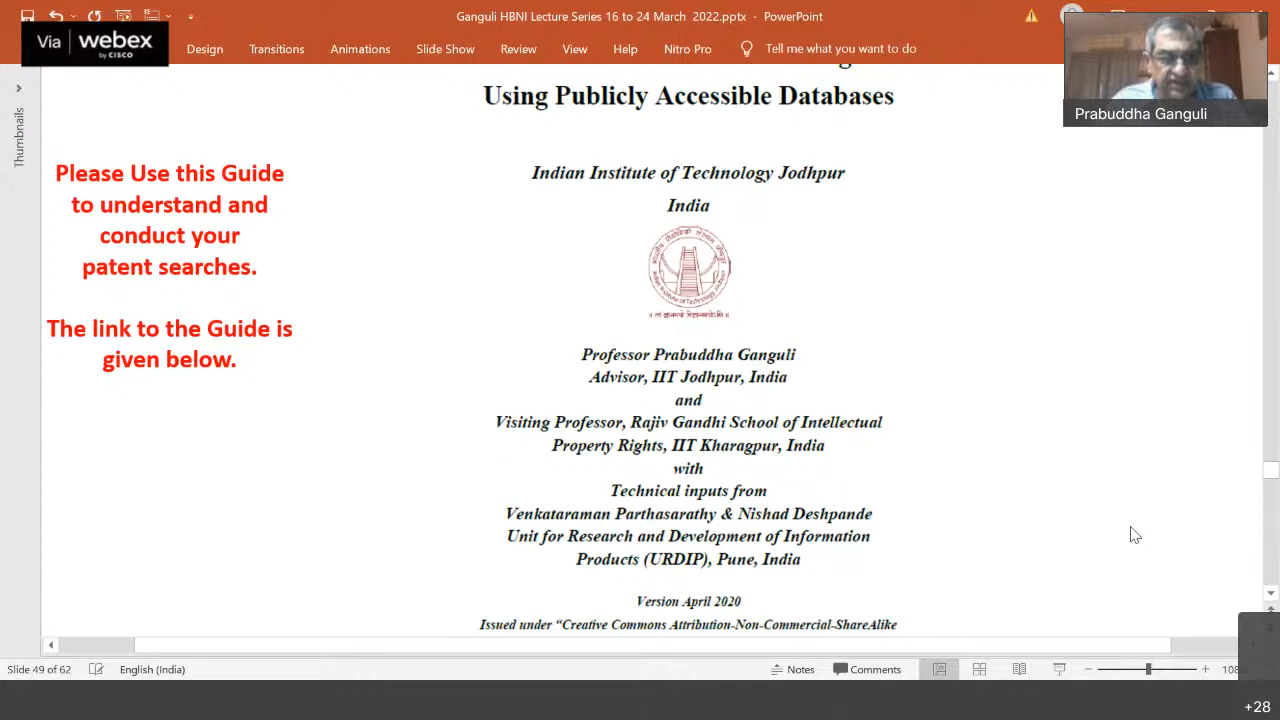 Ganguli HBNI Lecture Series 16 to 24 March 2022.pptx - PowerPoint
Via webex
by CISCO
Design Transitions Animations Slide Show Review View Help Nitro Pro Tell me what you want to do
Prabuddha Ganguli
Thumbnails
Using Publicly Accessible Databases
Please Use this Guide
to understand and
conduct your
patent searches.
The link to the Guide is
given below.
Indian Institute of Technology Jodhpur
India
Professor Prabuddha Ganguli
Advisor, IIT Jodhpur, India
and
Visiting Professor, Rajiv Gandhi School of Intellectual
Property Rights, IIT Kharagpur, India
with
Technical inputs from
Venkataraman Parthasarathy & Nishad Deshpande
Unit for Research and Development of Information
Products (URDIP), Pune, India
Version April 2020
Issued under “Creative Commons Attribution-Non-Commercial-ShareAlike
Slide 49 of 62 English (India) Notes Comments 108
+28